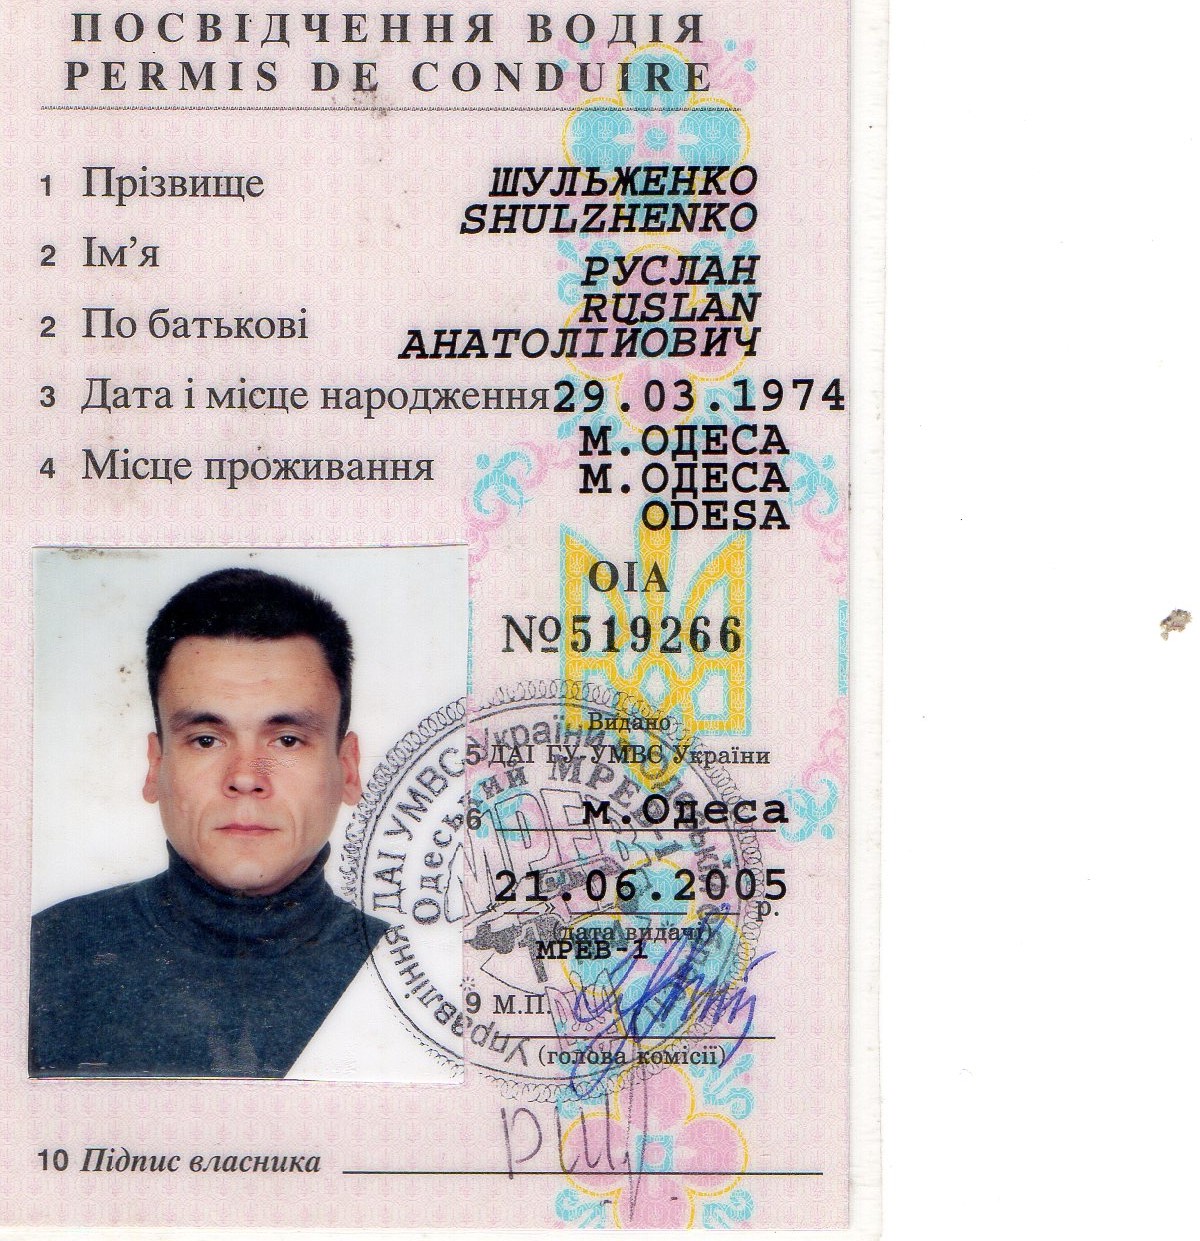 ПОСВІДЧЕННЯ ВОДІЯ
PERMIS DE CONDUIRE
1 Прізвище ШУЛЬЖЕНКО
SHULZHENKO
2 Ім’я РУСЛАН
RUSLAN
2 По батькові АНАТОЛІЙОВИЧ
3 Дата і місце народження 29.03.1974
М.ОДЕСА
4 Місце проживання М.ОДЕСА
ODESA
ОІА
№519266
Видано
5 ДАІ ГУ УМВС України
6 м.Одеса
21.06.2005 р.
(дата видачі)
МРЕВ-1
9 М.П.
(голова комісії)
Управління ДАІ УМВС України
Одеський МРЕВ-1
10 Підпис власника